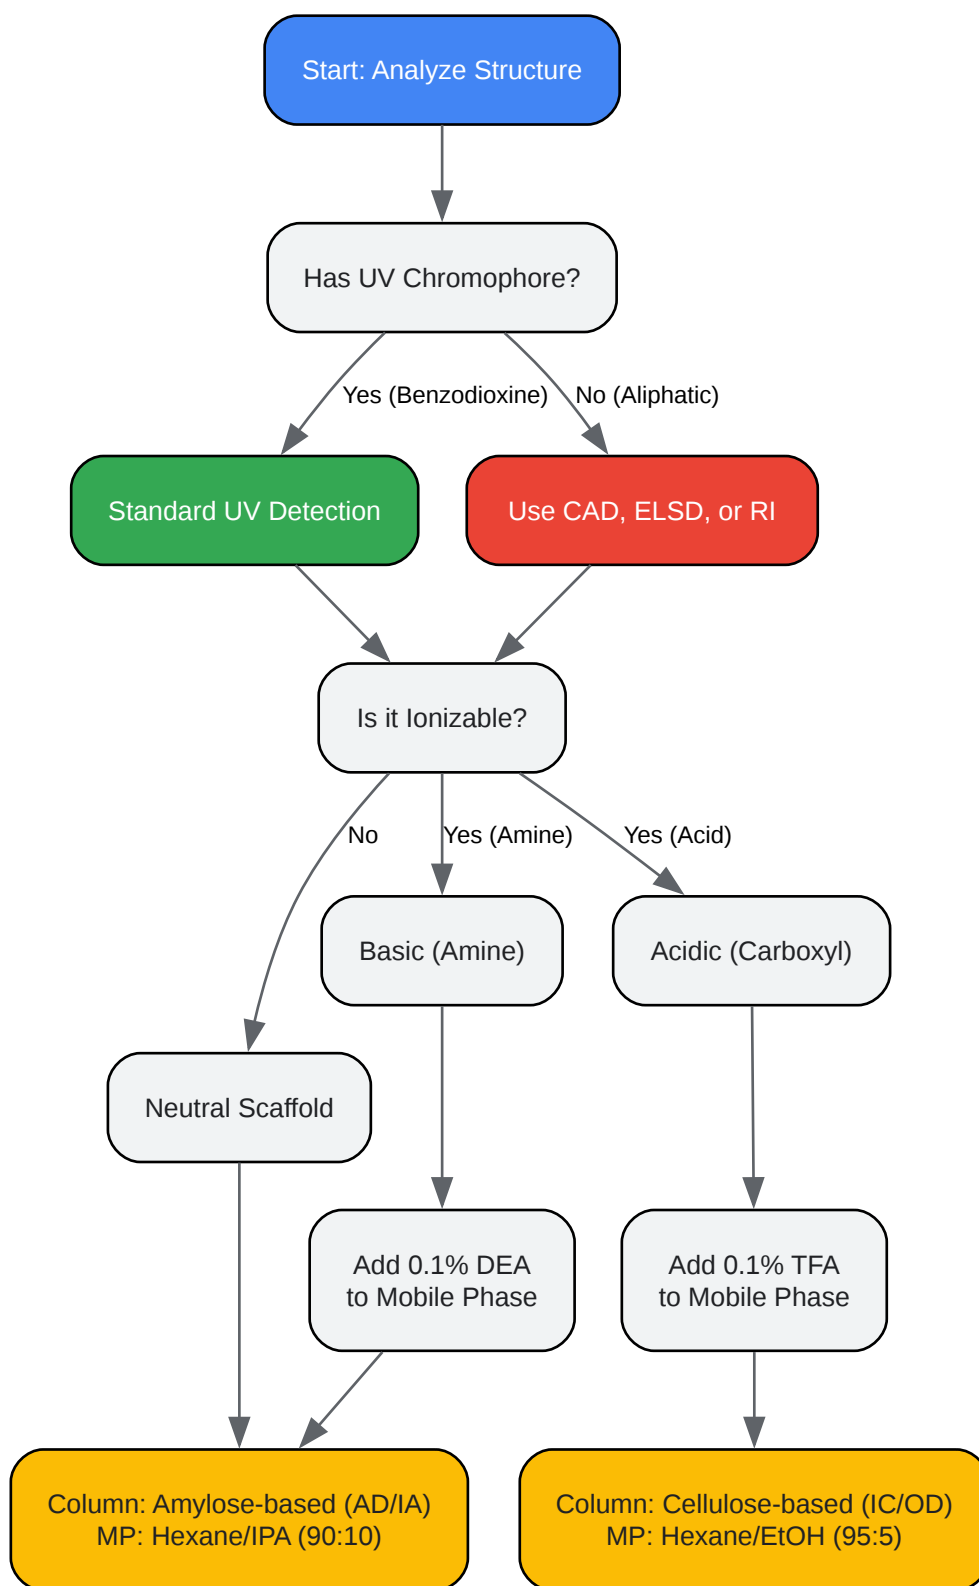 Start: Analyze Structure
Has UV Chromophore?
Yes (Benzodioxine)
No (Aliphatic)
Standard UV Detection
Use CAD, ELSD, or RI
Is it Ionizable?
No
Yes (Amine)
Yes (Acid)
Basic (Amine)
Acidic (Carboxyl)
Neutral Scaffold
Add 0.1% DEA
to Mobile Phase
Add 0.1% TFA
to Mobile Phase
Column: Amylose-based (AD/IA)
MP: Hexane/IPA (90:10)
Column: Cellulose-based (IC/OD)
MP: Hexane/EtOH (95:5)